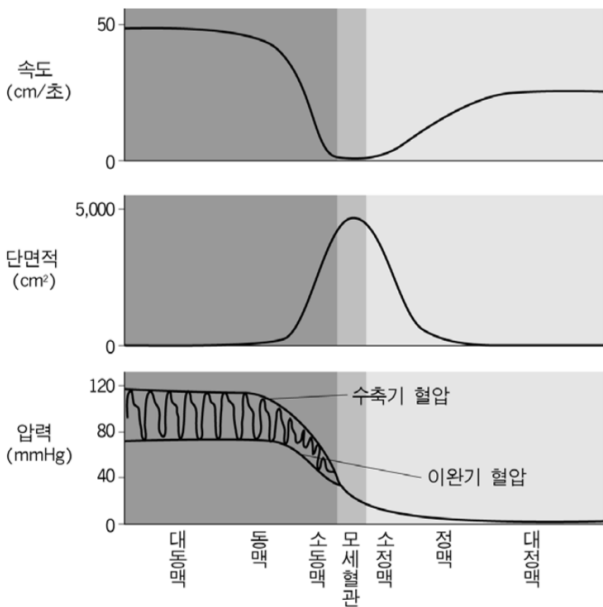 50
속도
(cm/초)
0
5,000
단면적
(cm²)
0
120
수축기 혈압
80
압력
(mmHg)
40
이완기 혈압
0
대동맥
동맥
소동맥
모세혈관
소정맥
정맥
대정맥